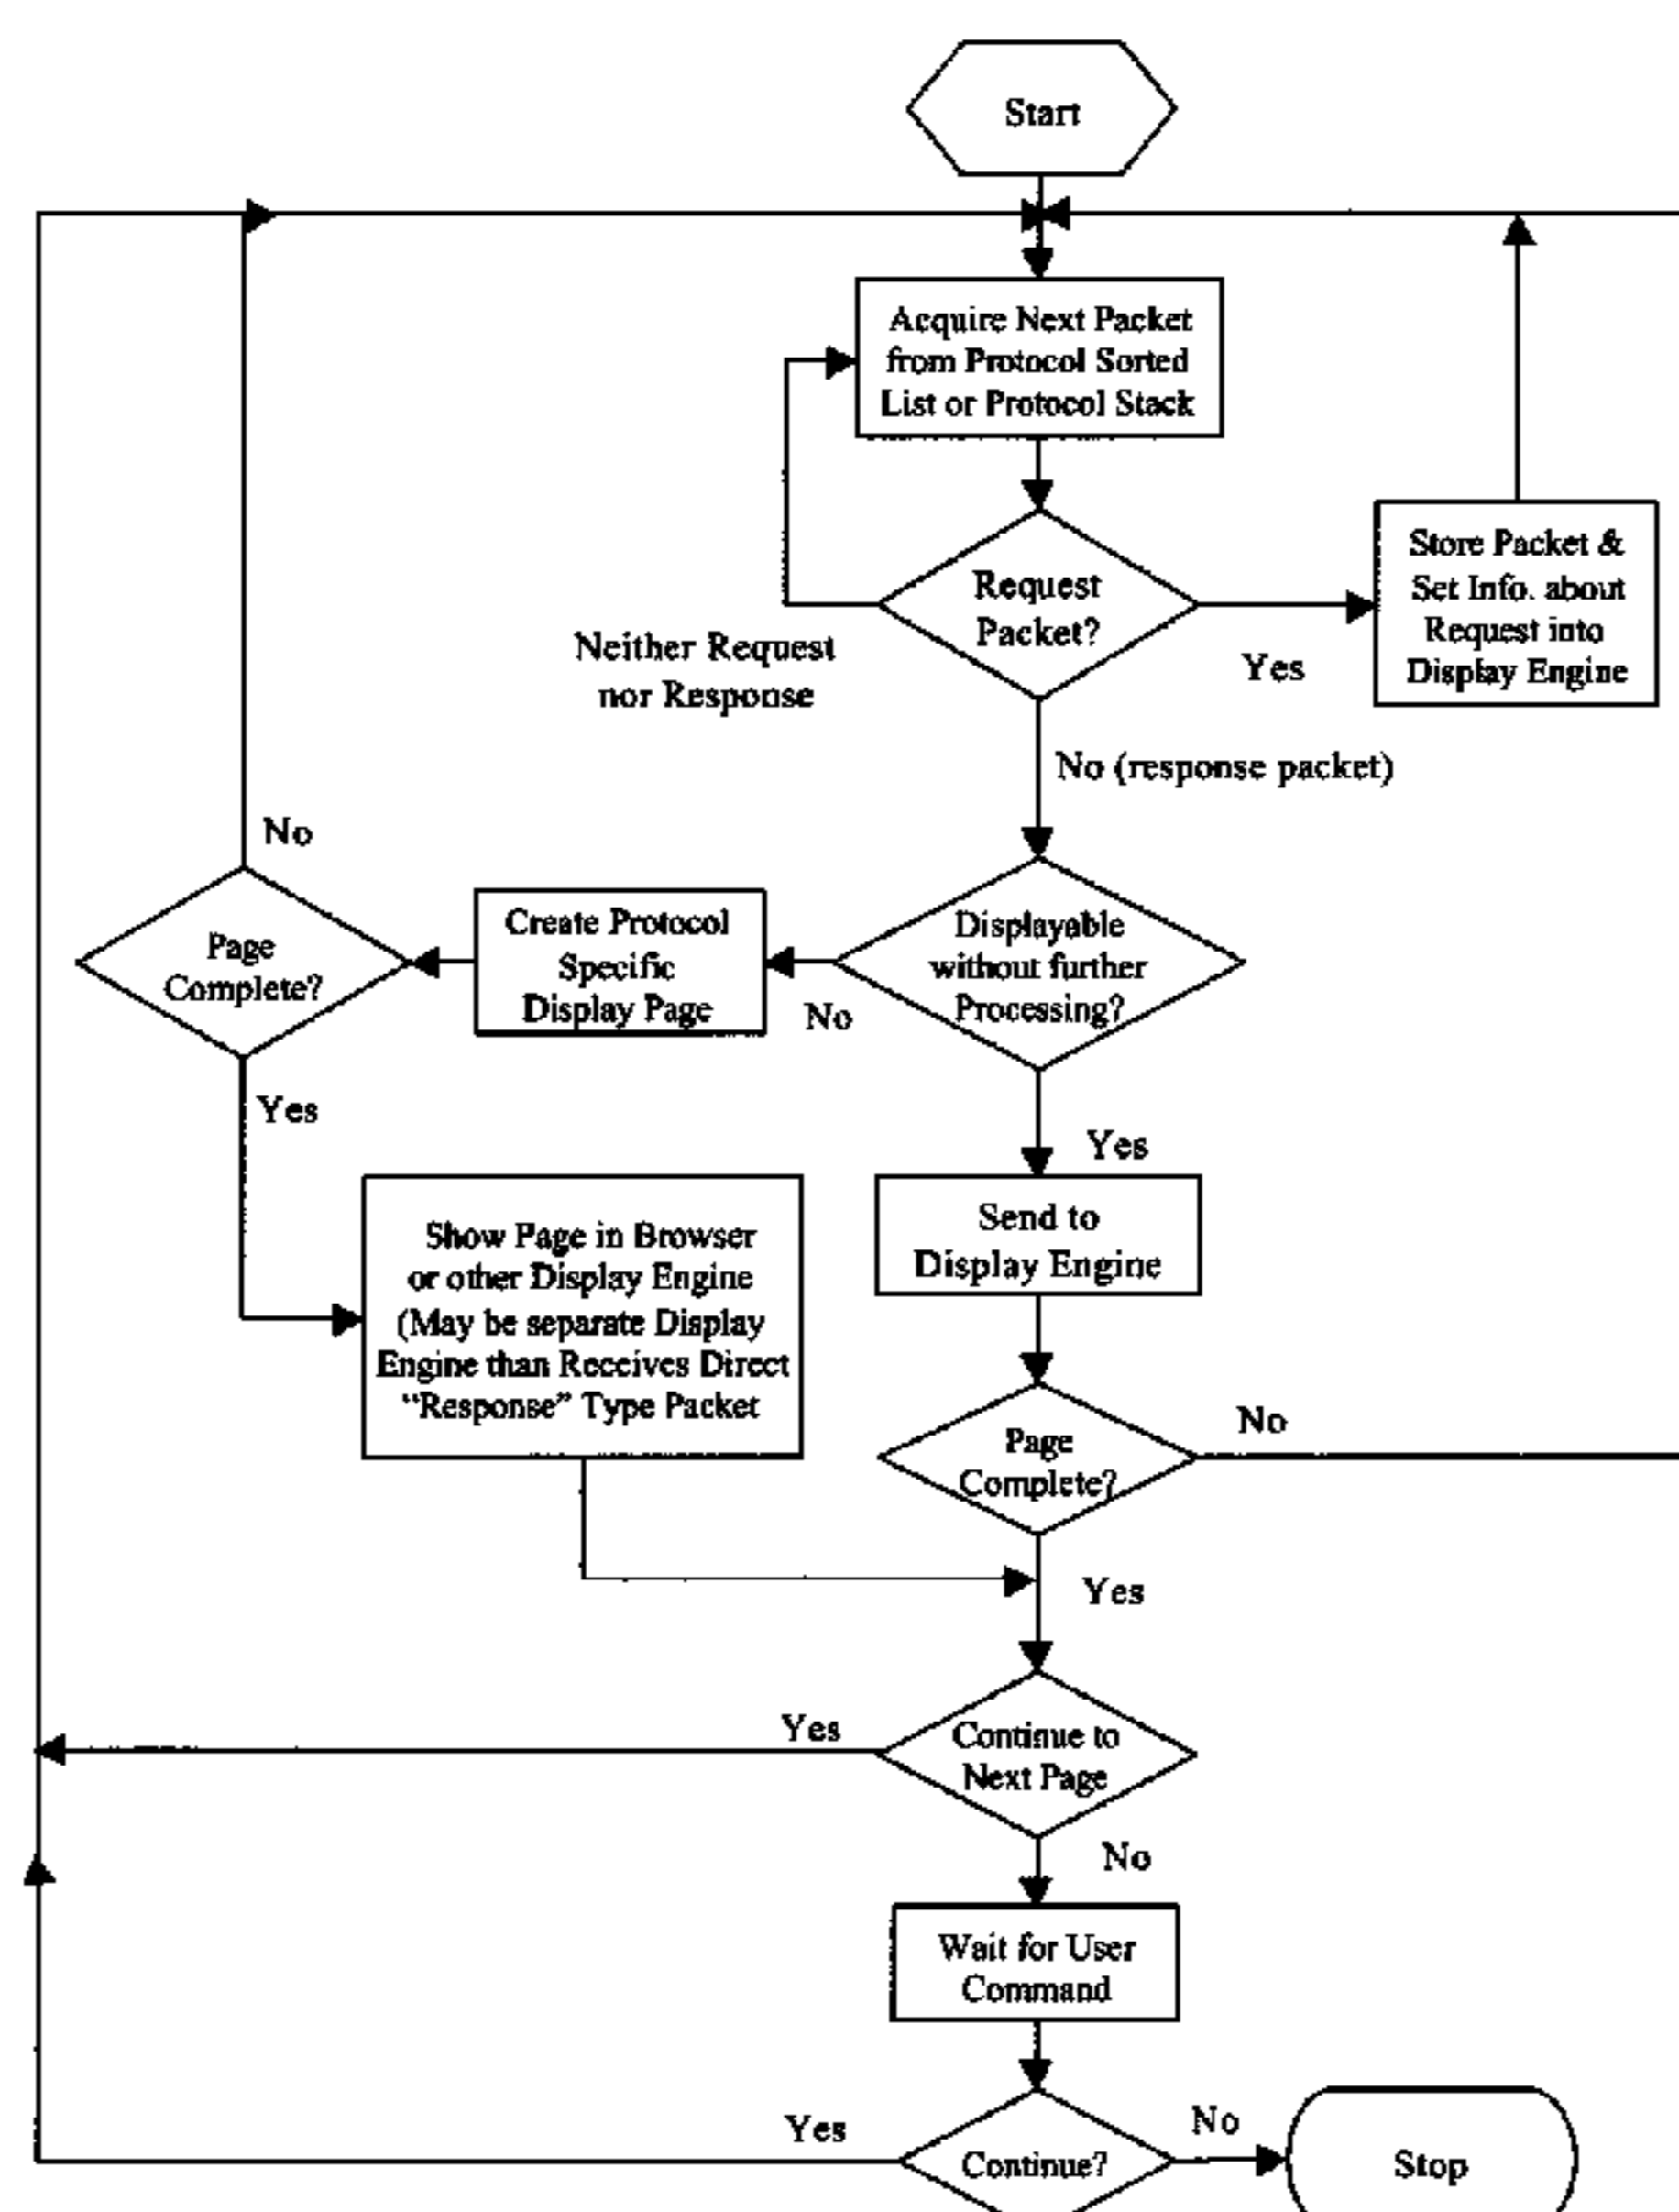 Start
Acquire Next Packet
from Protocol Sorted
List or Protocol Stack
Request
Packet?
Neither Request
nor Response
Yes
Store Packet &
Set Info. about
Request into
Display Engine
No (response packet)
No
Page
Complete?
Create Protocol
Specific
Display Page
No
Displayable
without further
Processing?
Yes
Yes
Show Page in Browser
or other Display Engine
(May be separate Display
Engine than Receives Direct
“Response” Type Packet
Send to
Display Engine
Page
Complete?
No
Yes
Yes
Continue to
Next Page
No
Wait for User
Command
Yes
Continue?
No
Stop